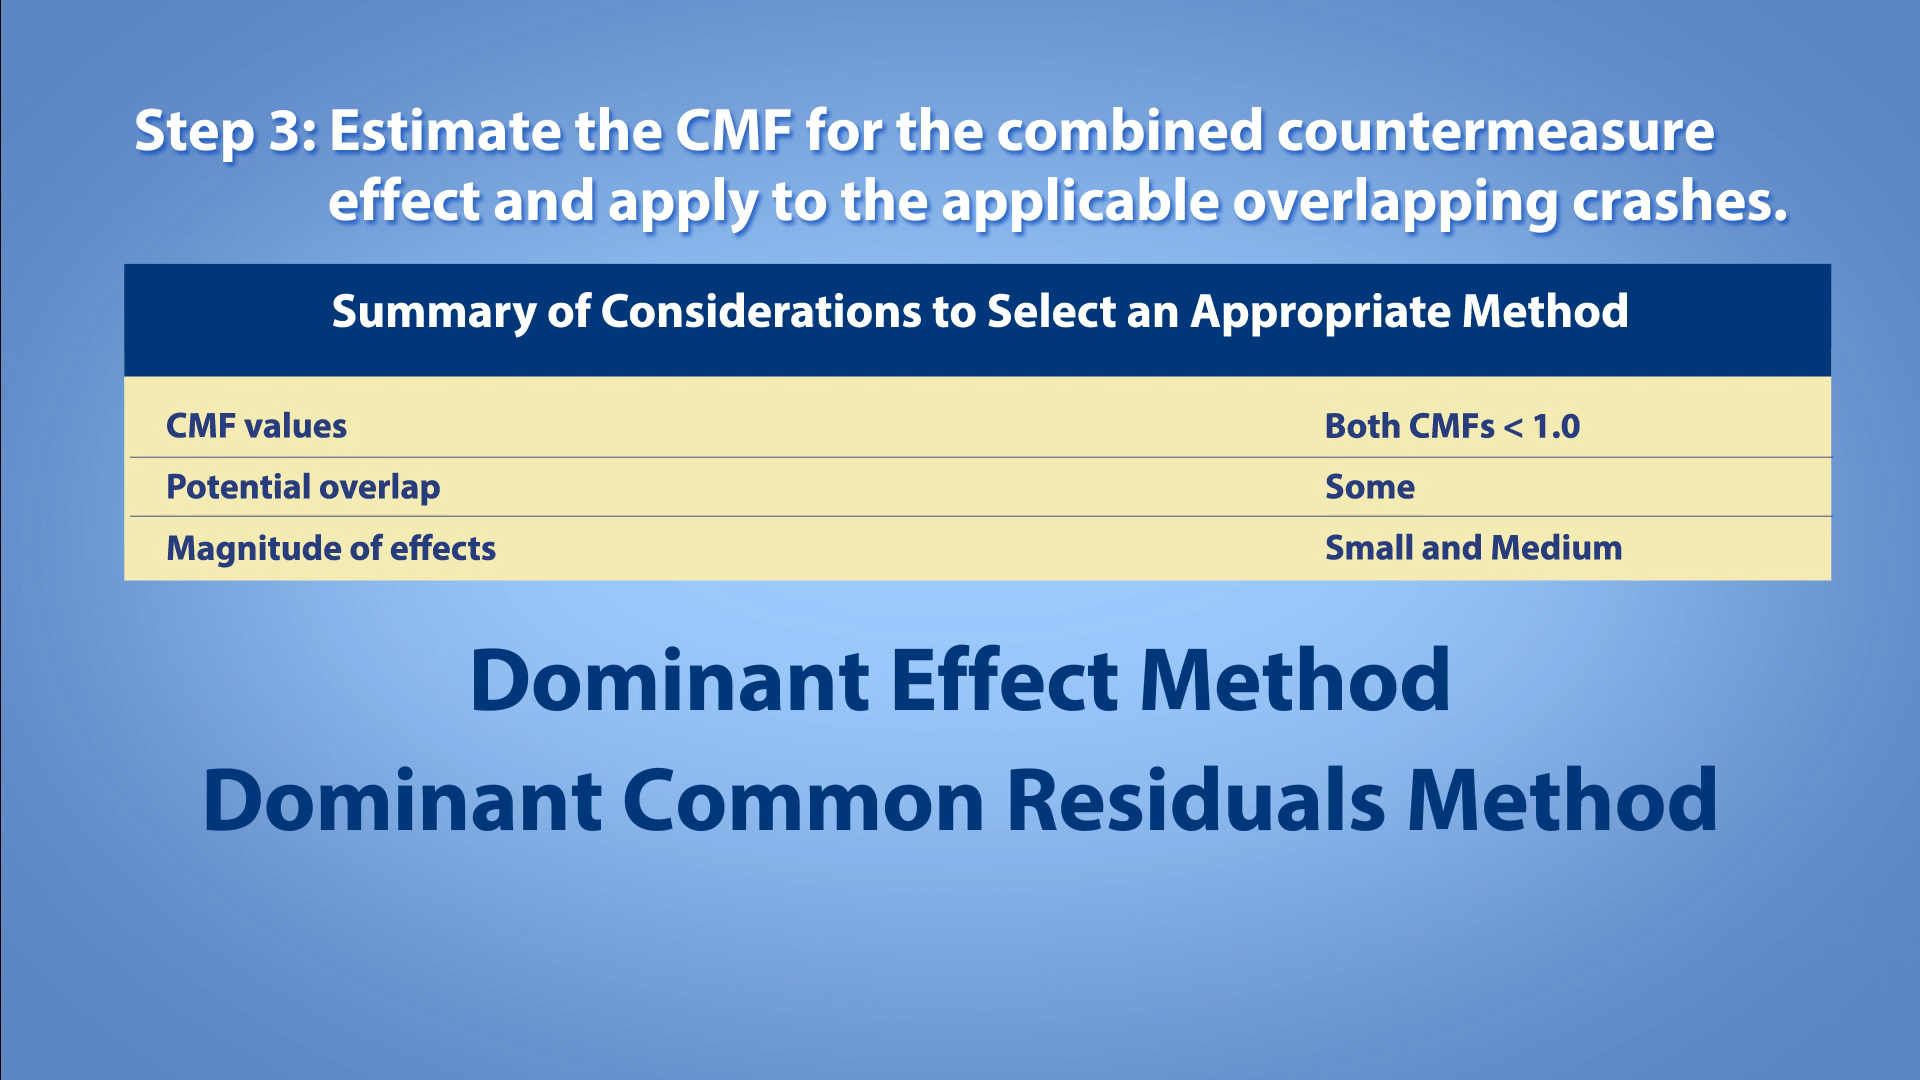 Step 3: Estimate the CMF for the combined countermeasure
effect and apply to the applicable overlapping crashes.
Summary of Considerations to Select an Appropriate Method
CMF values Both CMFs < 1.0
Potential overlap Some
Magnitude of effects Small and Medium
Dominant Effect Method
Dominant Common Residuals Method